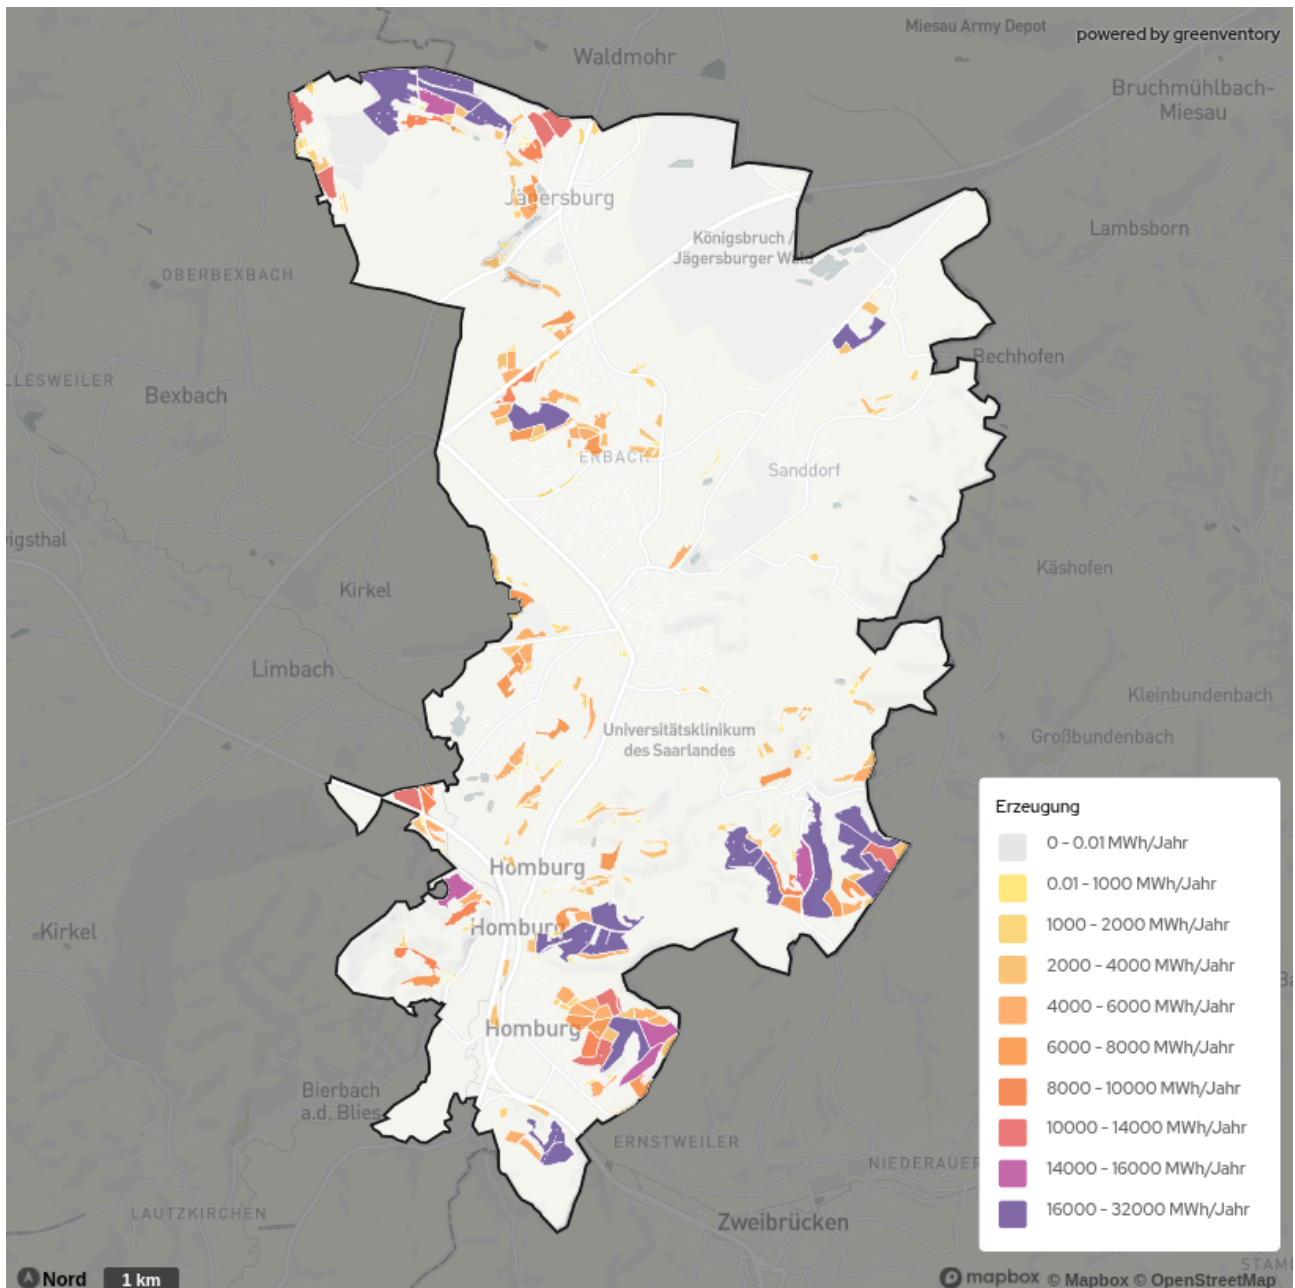 Miesau Army Depot
powered by greenventory
Waldmohr
Bruchmühlbach-
Miesau
Jägersburg
Lambsborn
Königsbruch /
Jägersburger Wald
OBERBEXBACH
Bechhofen
LLESWEILER
Bexbach
ERBACH
Sanddorf
vigsthal
Käshofen
Kirkel
Limbach
Kleinbundenbach
Universitätsklinikum
des Saarlandes
Großbundenbach
Erzeugung
0 - 0.01 MWh/Jahr
0.01 - 1000 MWh/Jahr
1000 - 2000 MWh/Jahr
2000 - 4000 MWh/Jahr
4000 - 6000 MWh/Jahr
6000 - 8000 MWh/Jahr
8000 - 10000 MWh/Jahr
10000 - 14000 MWh/Jahr
14000 - 16000 MWh/Jahr
16000 - 32000 MWh/Jahr
Homburg
Homburg
Kirkel
Ba
Homburg
Bierbach
a.d. Blies
ERNSTWEILER
NIEDERAUER
LAUTZKIRCHEN
Zweibrücken
STAM
Nord
1 km
mapbox © Mapbox © OpenStreetMap